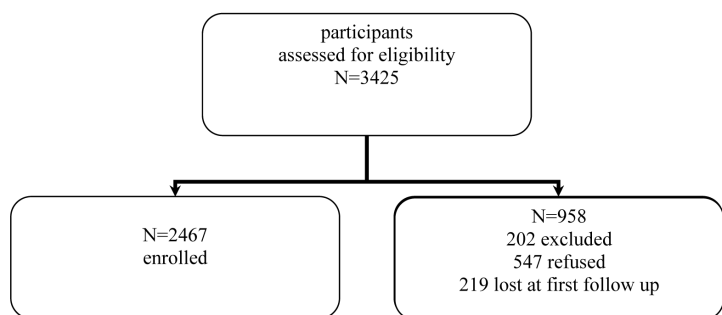 participants
assessed for eligibility
N=3425
N=2467
enrolled
N=958
202 excluded
547 refused
219 lost at first follow up